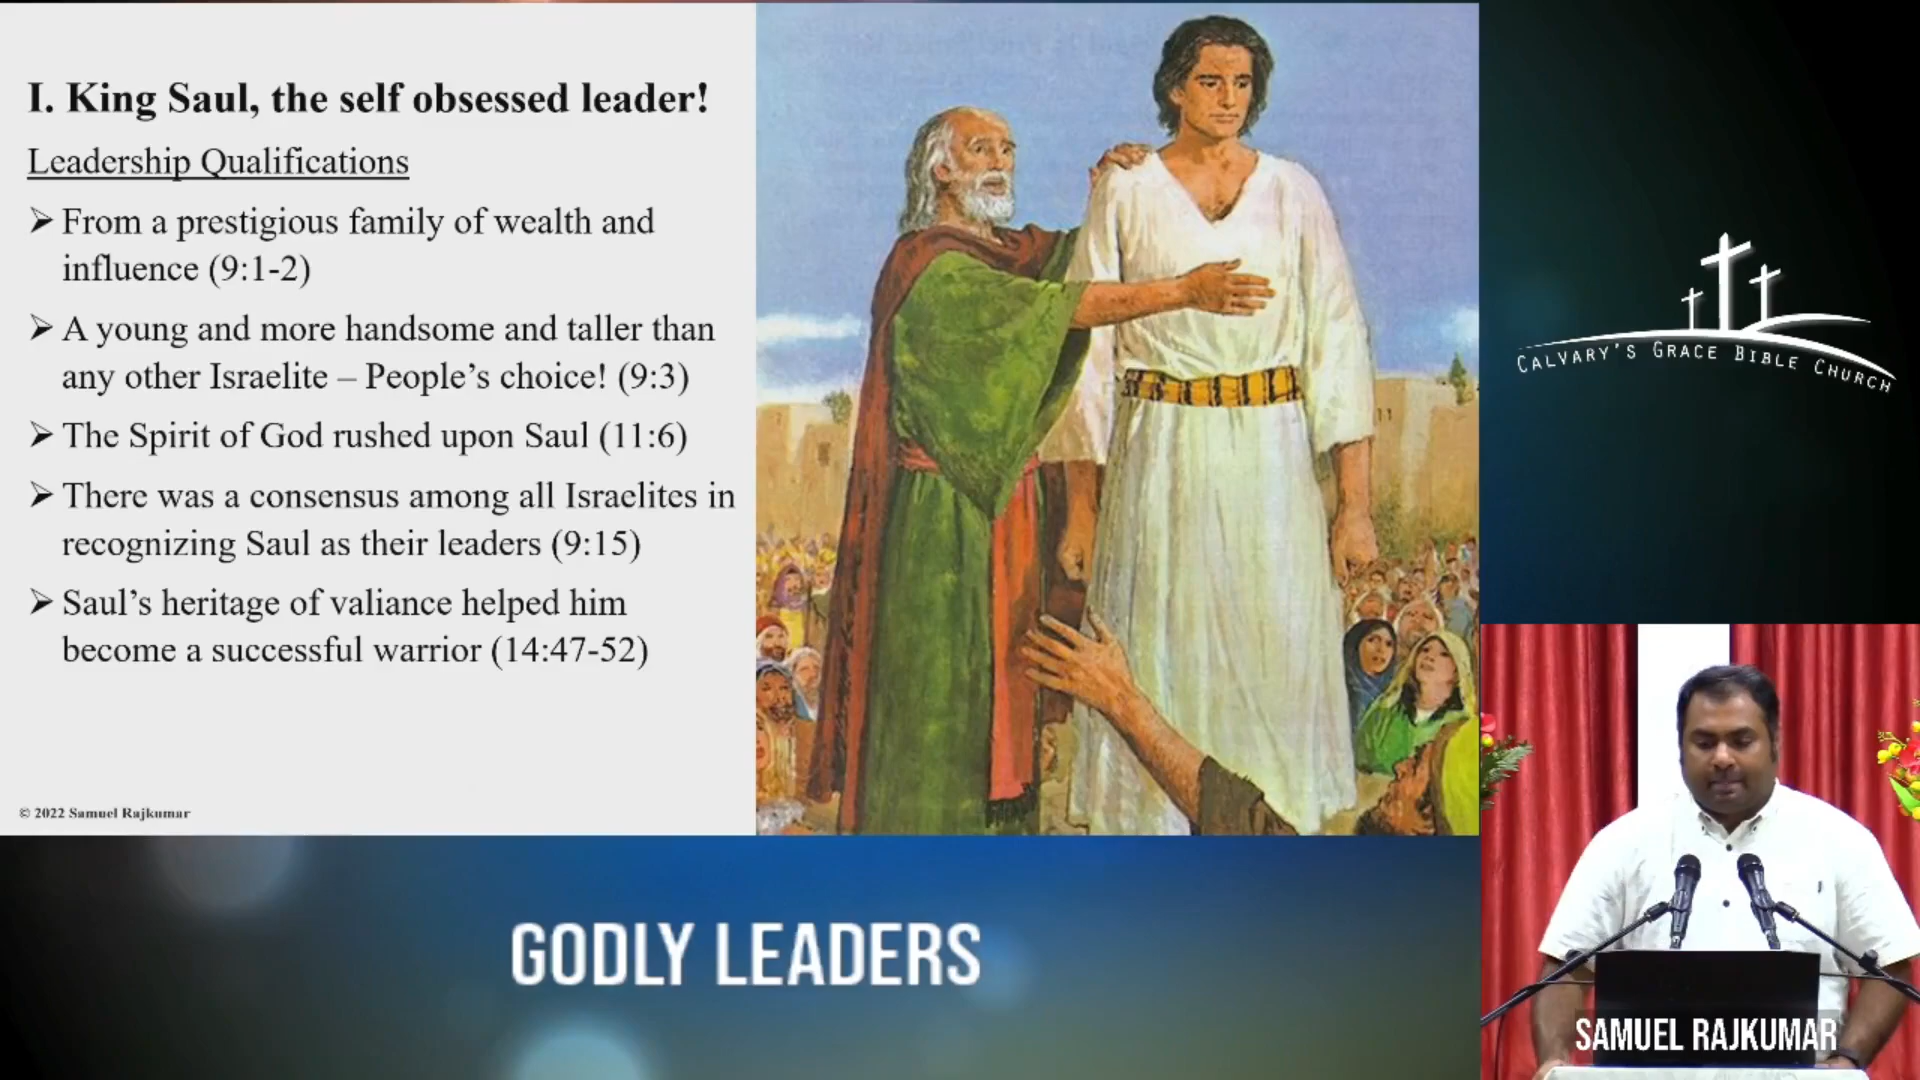 I. King Saul, the self obsessed leader!
Leadership Qualifications
➢ From a prestigious family of wealth and
influence (9:1-2)
➢ A young and more handsome and taller than
any other Israelite – People’s choice! (9:3)
➢ The Spirit of God rushed upon Saul (11:6)
➢ There was a consensus among all Israelites in
recognizing Saul as their leaders (9:15)
➢ Saul’s heritage of valiance helped him
become a successful warrior (14:47-52)
© 2022 Samuel Rajkumar
CALVARY'S GRACE BIBLE CHURCH
GODLY LEADERS
SAMUEL RAJKUMAR